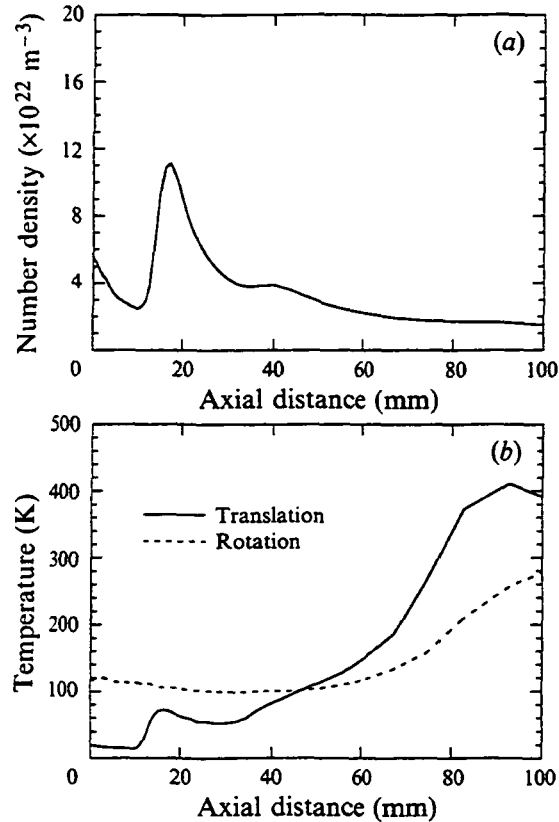 (a)
Number density (×10²² m⁻³)
20
16
12
8
4
0
20
40
60
80
100
Axial distance (mm)
(b)
Temperature (K)
500
400
300
200
100
0
Translation
Rotation
20
40
60
80
100
Axial distance (mm)